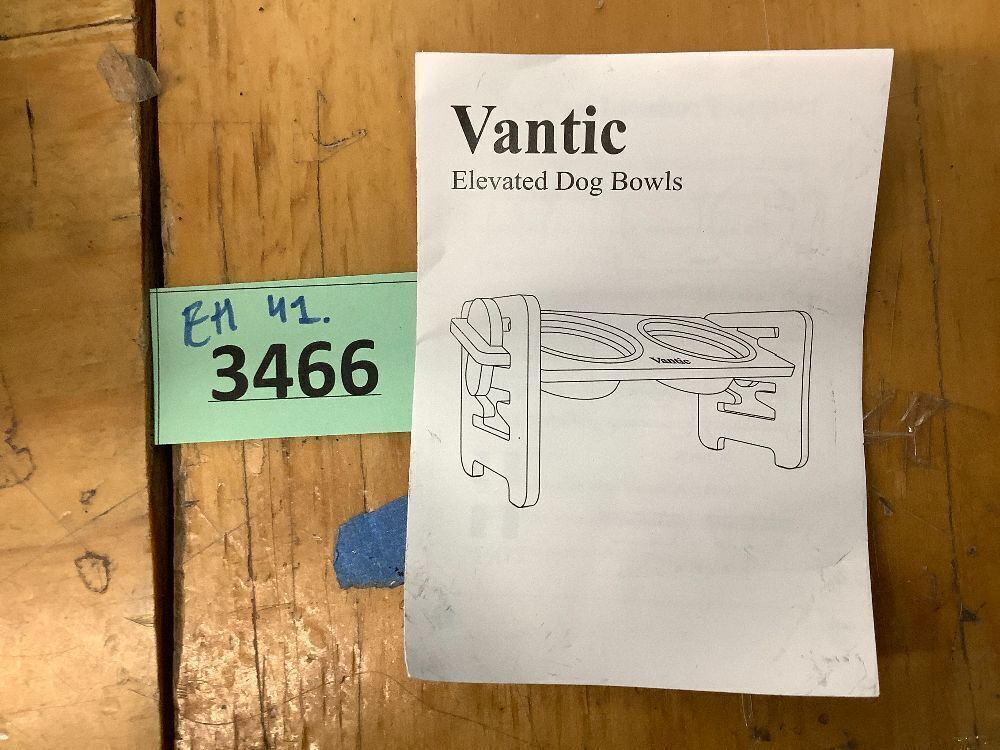 Vantic
Elevated Dog Bowls
EH 41.
3466
Vantic